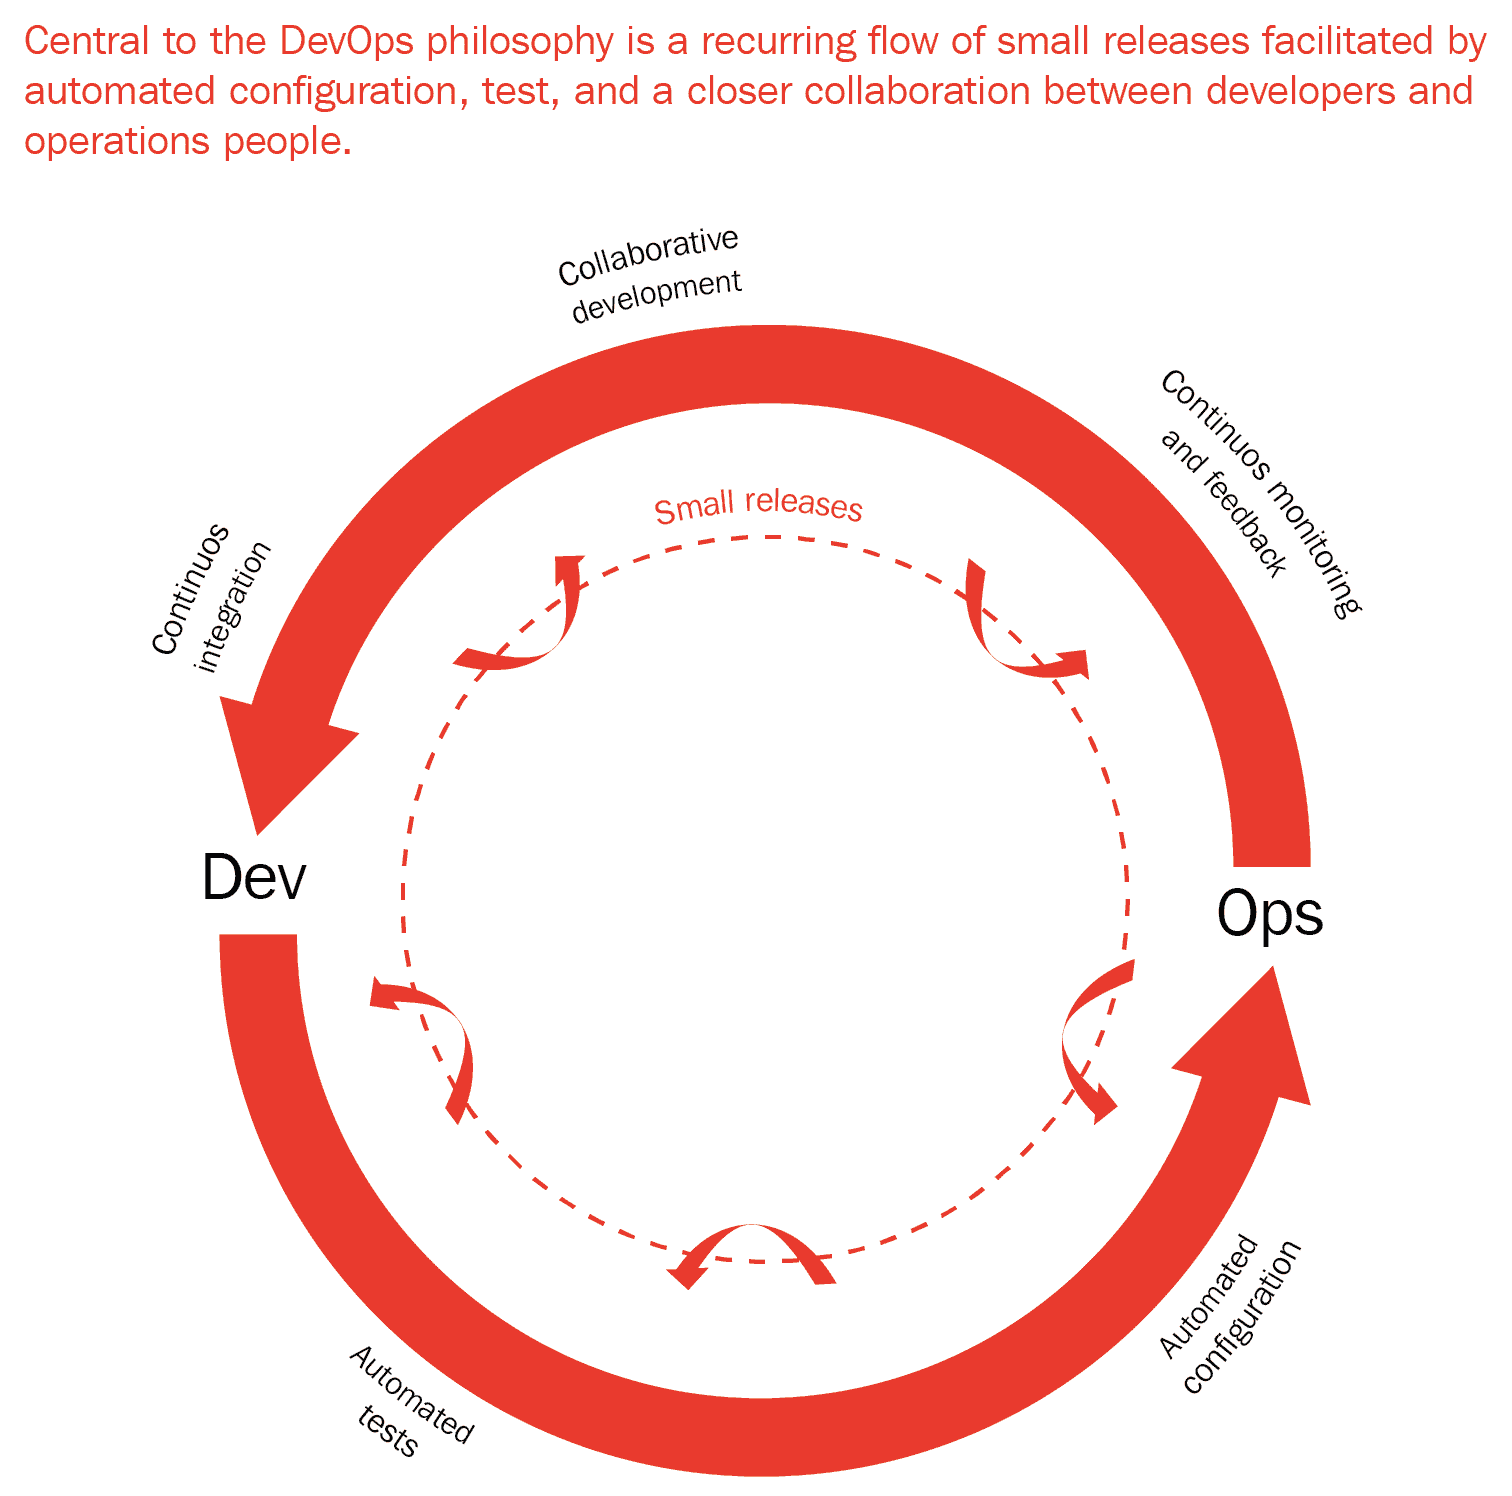 Central to the DevOps philosophy is a recurring flow of small releases facilitated by
automated configuration, test, and a closer collaboration between developers and
operations people.
Collaborative
development
Continuos monitoring
and feedback
Small releases
Continuos
integration
Dev
Ops
Automated
configuration
Automated
tests